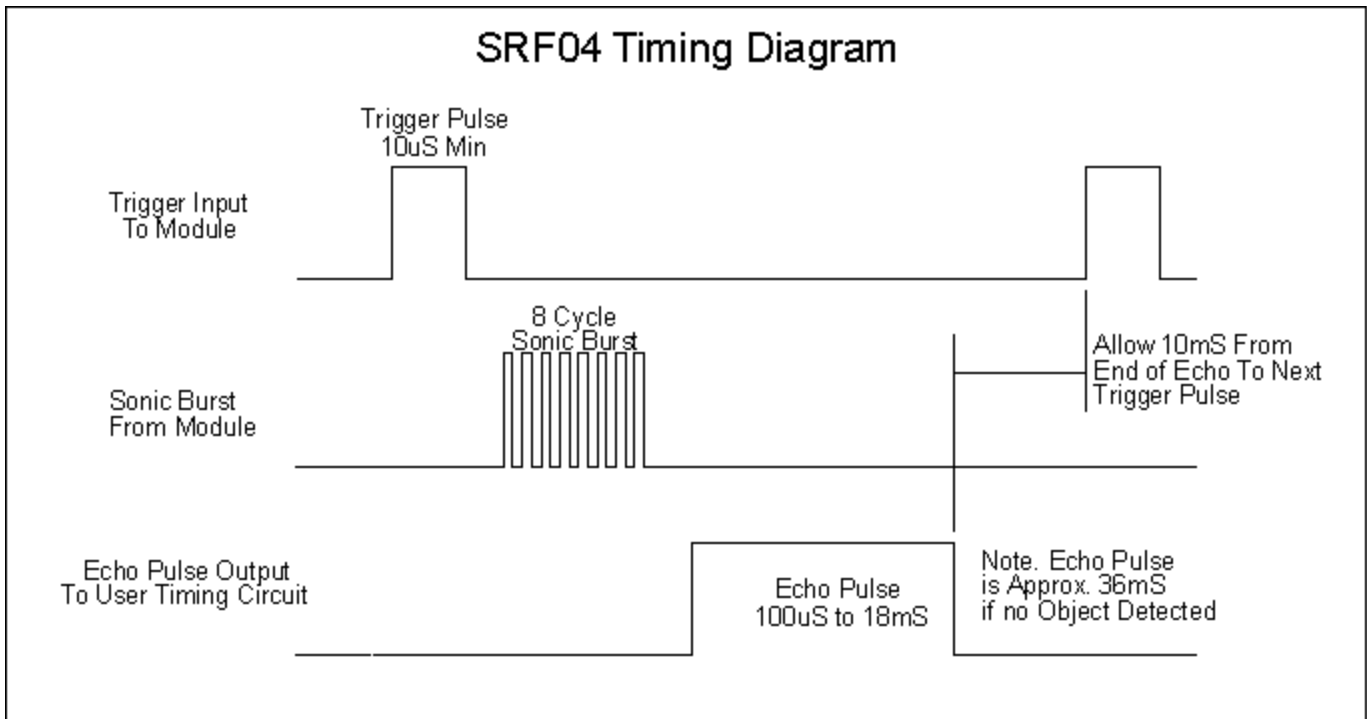 SRF04 Timing Diagram
Trigger Pulse
10uS Min
Trigger Input
To Module
8 Cycle
Sonic Burst
Allow 10mS From
End of Echo To Next
Trigger Pulse
Sonic Burst
From Module
Echo Pulse Output
To User Timing Circuit
Echo Pulse
100uS to 18mS
Note. Echo Pulse
is Approx. 36mS
if no Object Detected